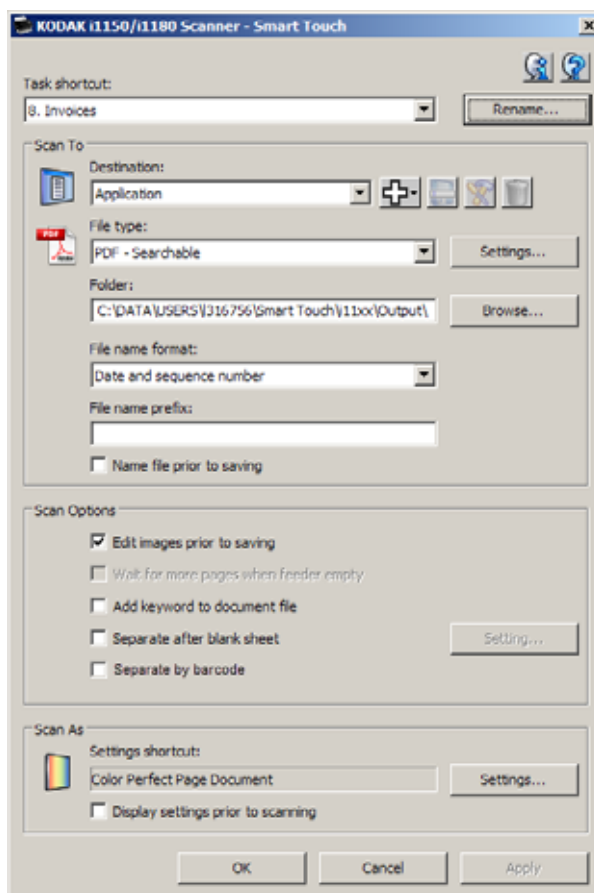 KODAK i1150/i1180 Scanner - Smart Touch
Task shortcut:
8. Invoices
Rename...
Scan To
Destination:
Application
PDF
File type:
PDF - Searchable
Settings...
Folder:
C:\DATA\USERS\J316756\Smart Touch\i11xx\Output\
Browse...
File name format:
Date and sequence number
File name prefix:
Name file prior to saving
Scan Options
Edit images prior to saving
Wait for more pages when feeder empty
Add keyword to document file
Separate after blank sheet
Setting...
Separate by barcode
Scan As
Settings shortcut:
Color Perfect Page Document
Settings...
Display settings prior to scanning
OK
Cancel
Apply